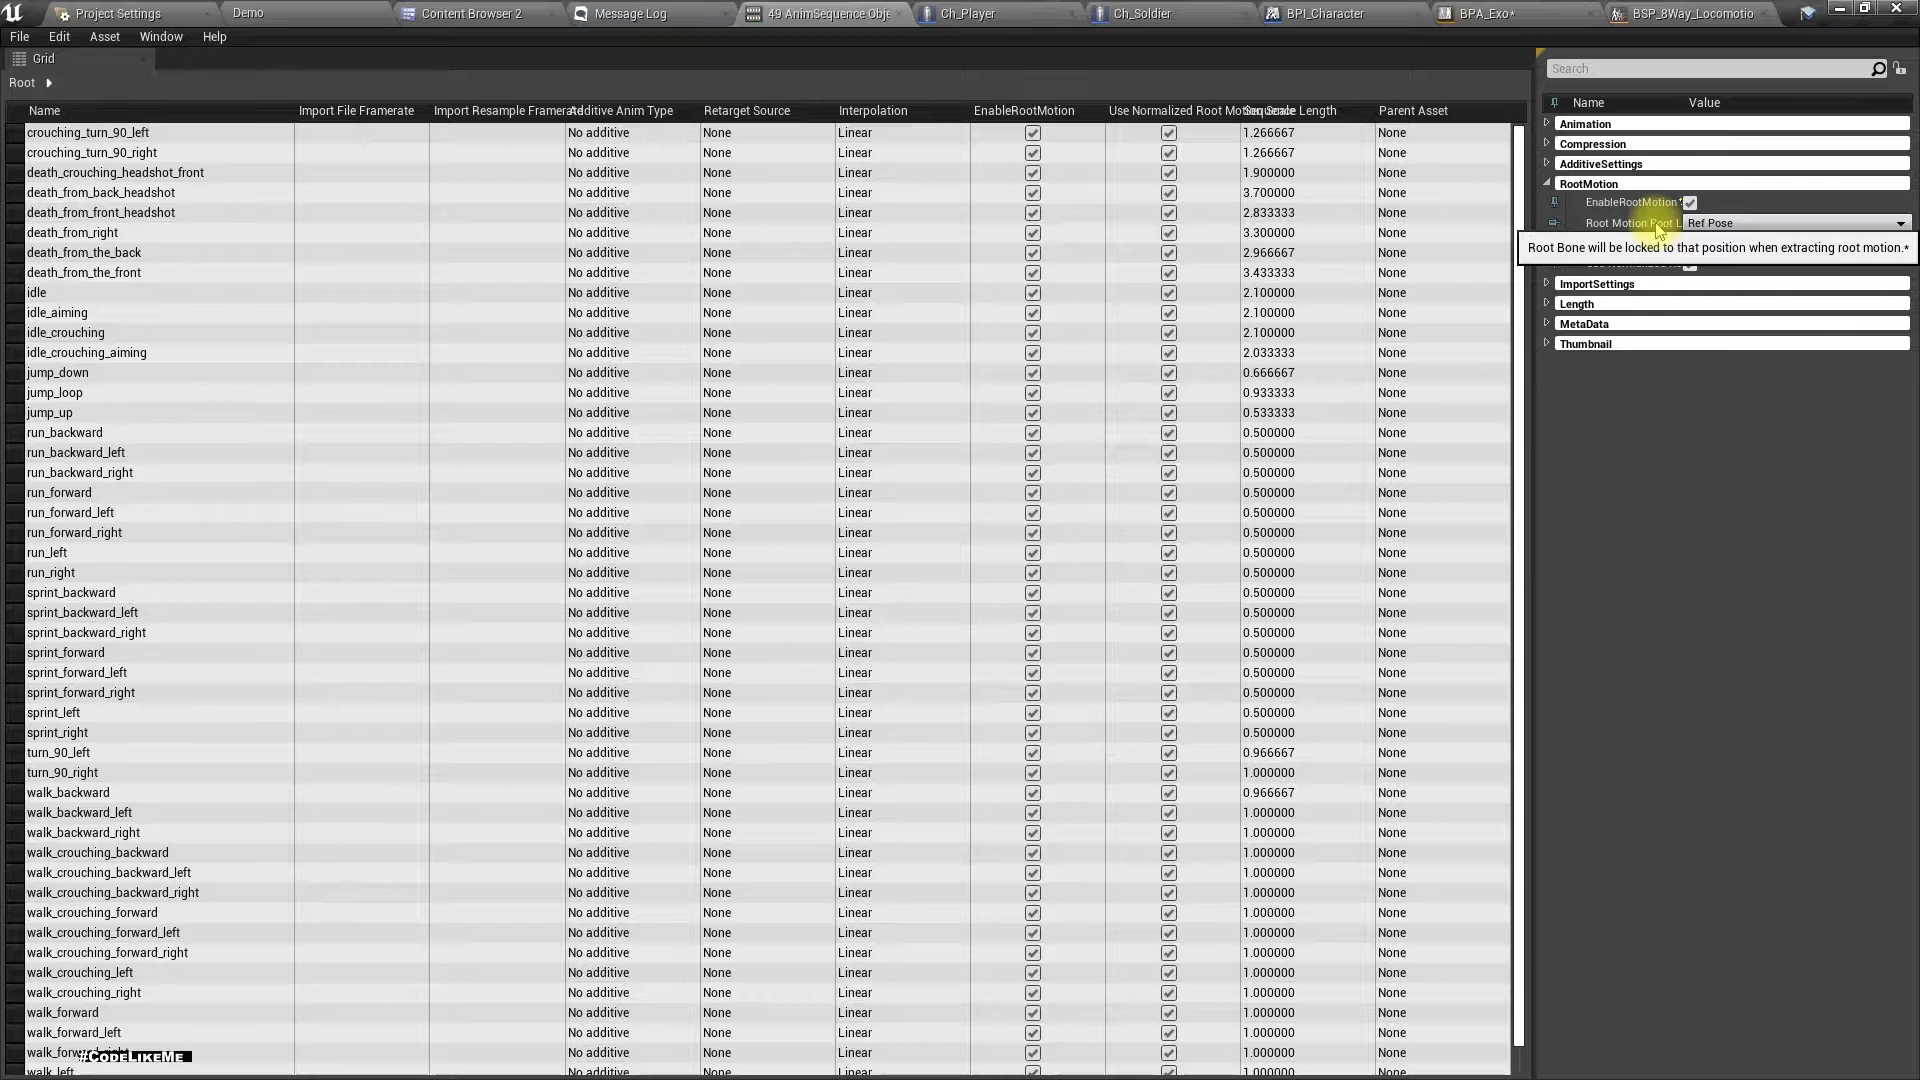 Project Settings
Demo
Content Browser 2
Message Log
49 AnimSequence Obje
Ch_Player
Ch_Soldier
BPI_Character
BPA_Exo*
BSP_8Way_Locomotio
File Edit Asset Window Help
Grid
Root
Search
Name Import File Framerate Import Resample Framerate Additive Anim Type Retarget Source Interpolation EnableRootMotion Use Normalized Root Motion Scale Sequence Length Parent Asset
Name Value
crouching_turn_90_left No additive None Linear 1.266667 None
crouching_turn_90_right No additive None Linear 1.266667 None
death_crouching_headshot_front No additive None Linear 1.900000 None
death_from_back_headshot No additive None Linear 3.700000 None
death_from_front_headshot No additive None Linear 2.833333 None
death_from_right No additive None Linear 3.300000 None
death_from_the_back No additive None Linear 2.966667 None
death_from_the_front No additive None Linear 3.433333 None
idle No additive None Linear 2.100000 None
idle_aiming No additive None Linear 2.100000 None
idle_crouching No additive None Linear 2.100000 None
idle_crouching_aiming No additive None Linear 2.033333 None
jump_down No additive None Linear 0.666667 None
jump_loop No additive None Linear 0.933333 None
jump_up No additive None Linear 0.533333 None
run_backward No additive None Linear 0.500000 None
run_backward_left No additive None Linear 0.500000 None
run_backward_right No additive None Linear 0.500000 None
run_forward No additive None Linear 0.500000 None
run_forward_left No additive None Linear 0.500000 None
run_forward_right No additive None Linear 0.500000 None
run_left No additive None Linear 0.500000 None
run_right No additive None Linear 0.500000 None
sprint_backward No additive None Linear 0.500000 None
sprint_backward_left No additive None Linear 0.500000 None
sprint_backward_right No additive None Linear 0.500000 None
sprint_forward No additive None Linear 0.500000 None
sprint_forward_left No additive None Linear 0.500000 None
sprint_forward_right No additive None Linear 0.500000 None
sprint_left No additive None Linear 0.500000 None
sprint_right No additive None Linear 0.500000 None
turn_90_left No additive None Linear 0.966667 None
turn_90_right No additive None Linear 1.000000 None
walk_backward No additive None Linear 0.966667 None
walk_backward_left No additive None Linear 1.000000 None
walk_backward_right No additive None Linear 1.000000 None
walk_crouching_backward No additive None Linear 1.000000 None
walk_crouching_backward_left No additive None Linear 1.000000 None
walk_crouching_backward_right No additive None Linear 1.000000 None
walk_crouching_forward No additive None Linear 1.000000 None
walk_crouching_forward_left No additive None Linear 1.000000 None
walk_crouching_forward_right No additive None Linear 1.000000 None
walk_crouching_left No additive None Linear 1.000000 None
walk_crouching_right No additive None Linear 1.000000 None
walk_forward No additive None Linear 1.000000 None
walk_forward_left No additive None Linear 1.000000 None
No additive None Linear 1.000000 None
walk_left No additive None Linear 1.000000 None
#CodeLikeMe
Animation
Compression
AdditiveSettings
RootMotion
EnableRootMotion
Root Motion Root L Ref Pose
Root Bone will be locked to that position when extracting root motion.*
ImportSettings
Length
MetaData
Thumbnail